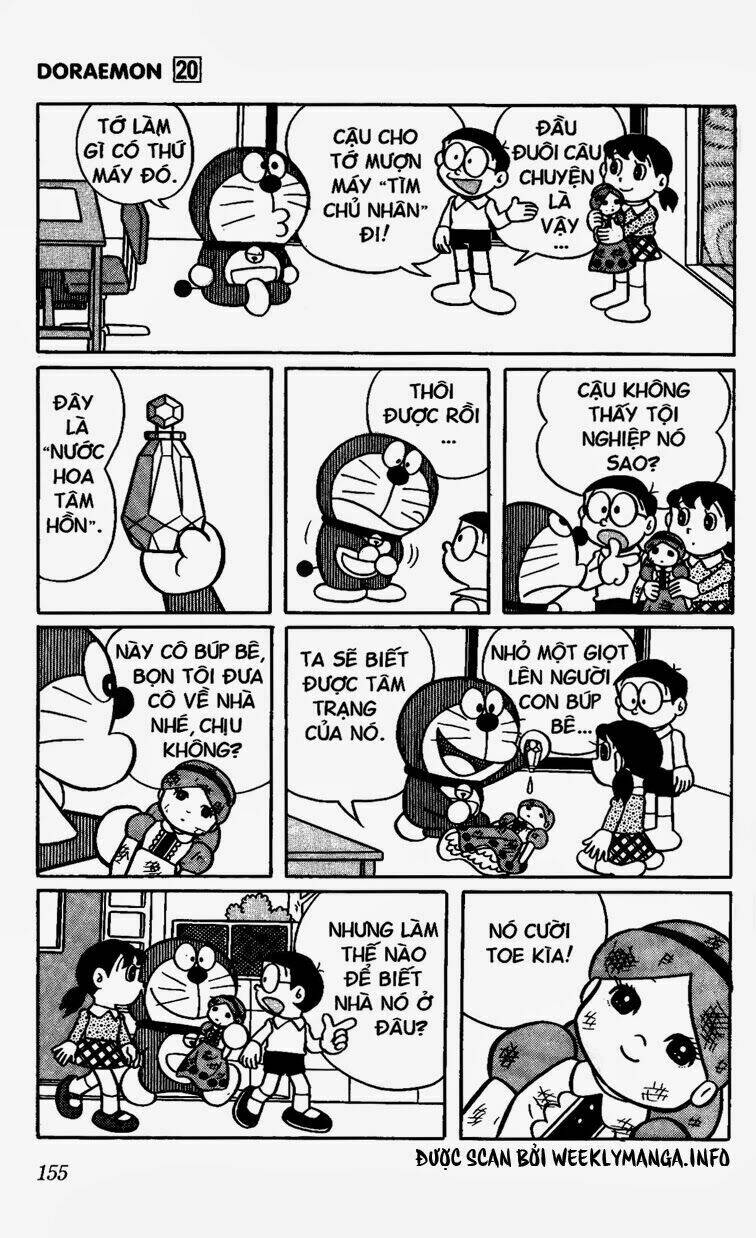 DORAEMON 20
ĐẦU
ĐUÔI CÂU
CHUYỆN
LÀ
VẬY
...
CẬU CHO
TỚ MƯỢN
MÁY "TÌM
CHỦ NHÂN"
ĐI!
TỚ LÀM
GÌ CÓ THỨ
MÁY ĐÓ.
CẬU KHÔNG
THẤY TỘI
NGHIỆP NÓ
SAO?
THÔI
ĐƯỢC RỒI
...
ĐÂY
LÀ
"NƯỚC
HOA
TÂM
HỒN".
NHỎ MỘT GIỌT
LÊN NGƯỜI
CON BÚP
BÊ...
TA SẼ BIẾT
ĐƯỢC TÂM
TRẠNG
CỦA NÓ.
NÀY CÔ BÚP BÊ,
BỌN TÔI ĐƯA
CÔ VỀ NHÀ
NHÉ, CHỊU
KHÔNG?
NÓ CƯỜI
TOE KÌA!
NHƯNG LÀM
THẾ NÀO
ĐỂ BIẾT
NHÀ NÓ Ở
ĐÂU?
155
ĐƯỢC SCAN BỞI WEEKLYMANGA.INFO